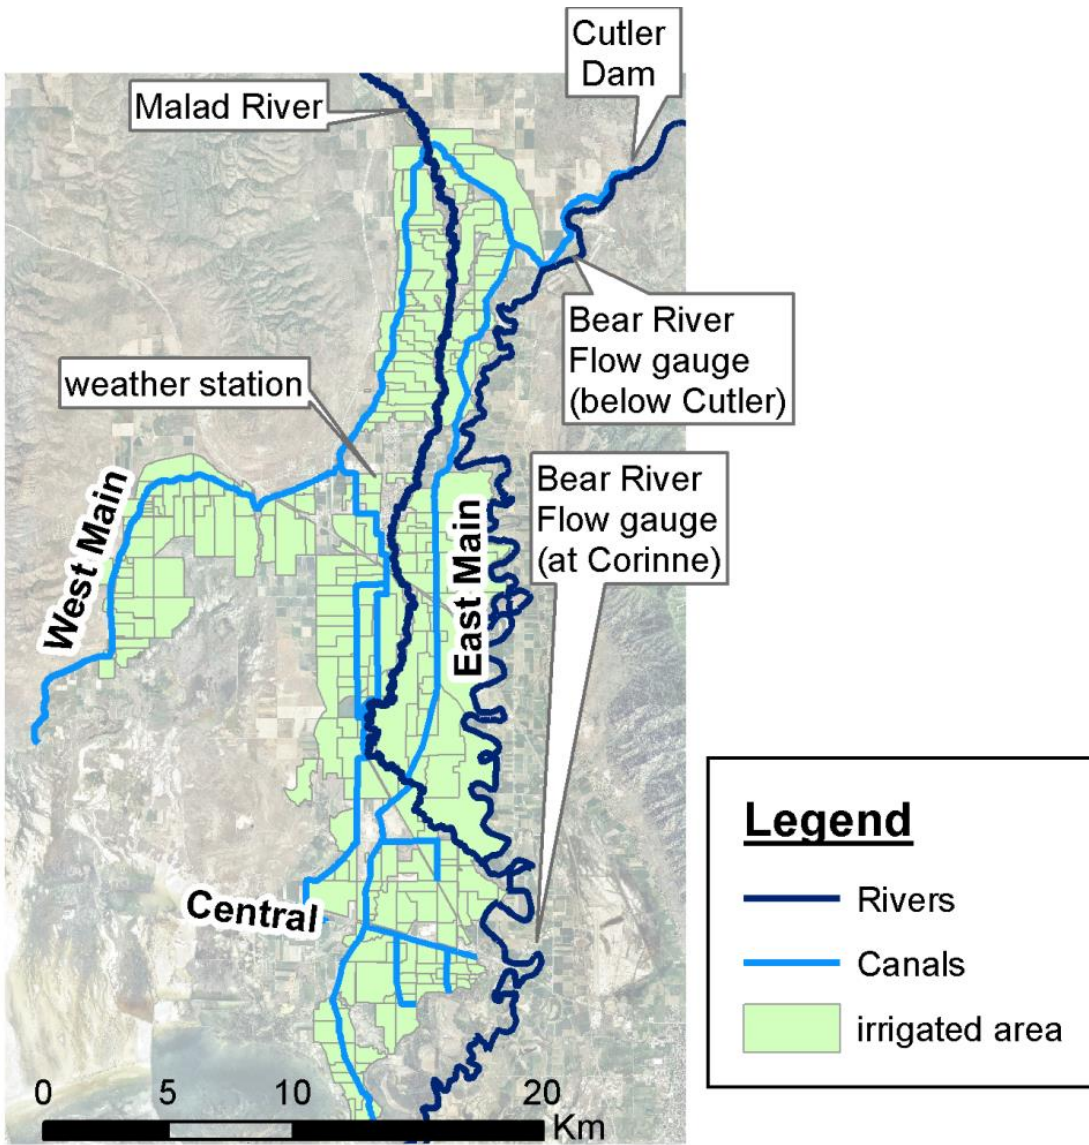 Cutler
Dam
Malad River
Bear River
Flow gauge
(below Cutler)
weather station
Bear River
Flow gauge
(at Corinne)
West Main
East Main
Central
Legend
Rivers
Canals
irrigated area
0 5 10 20
Km